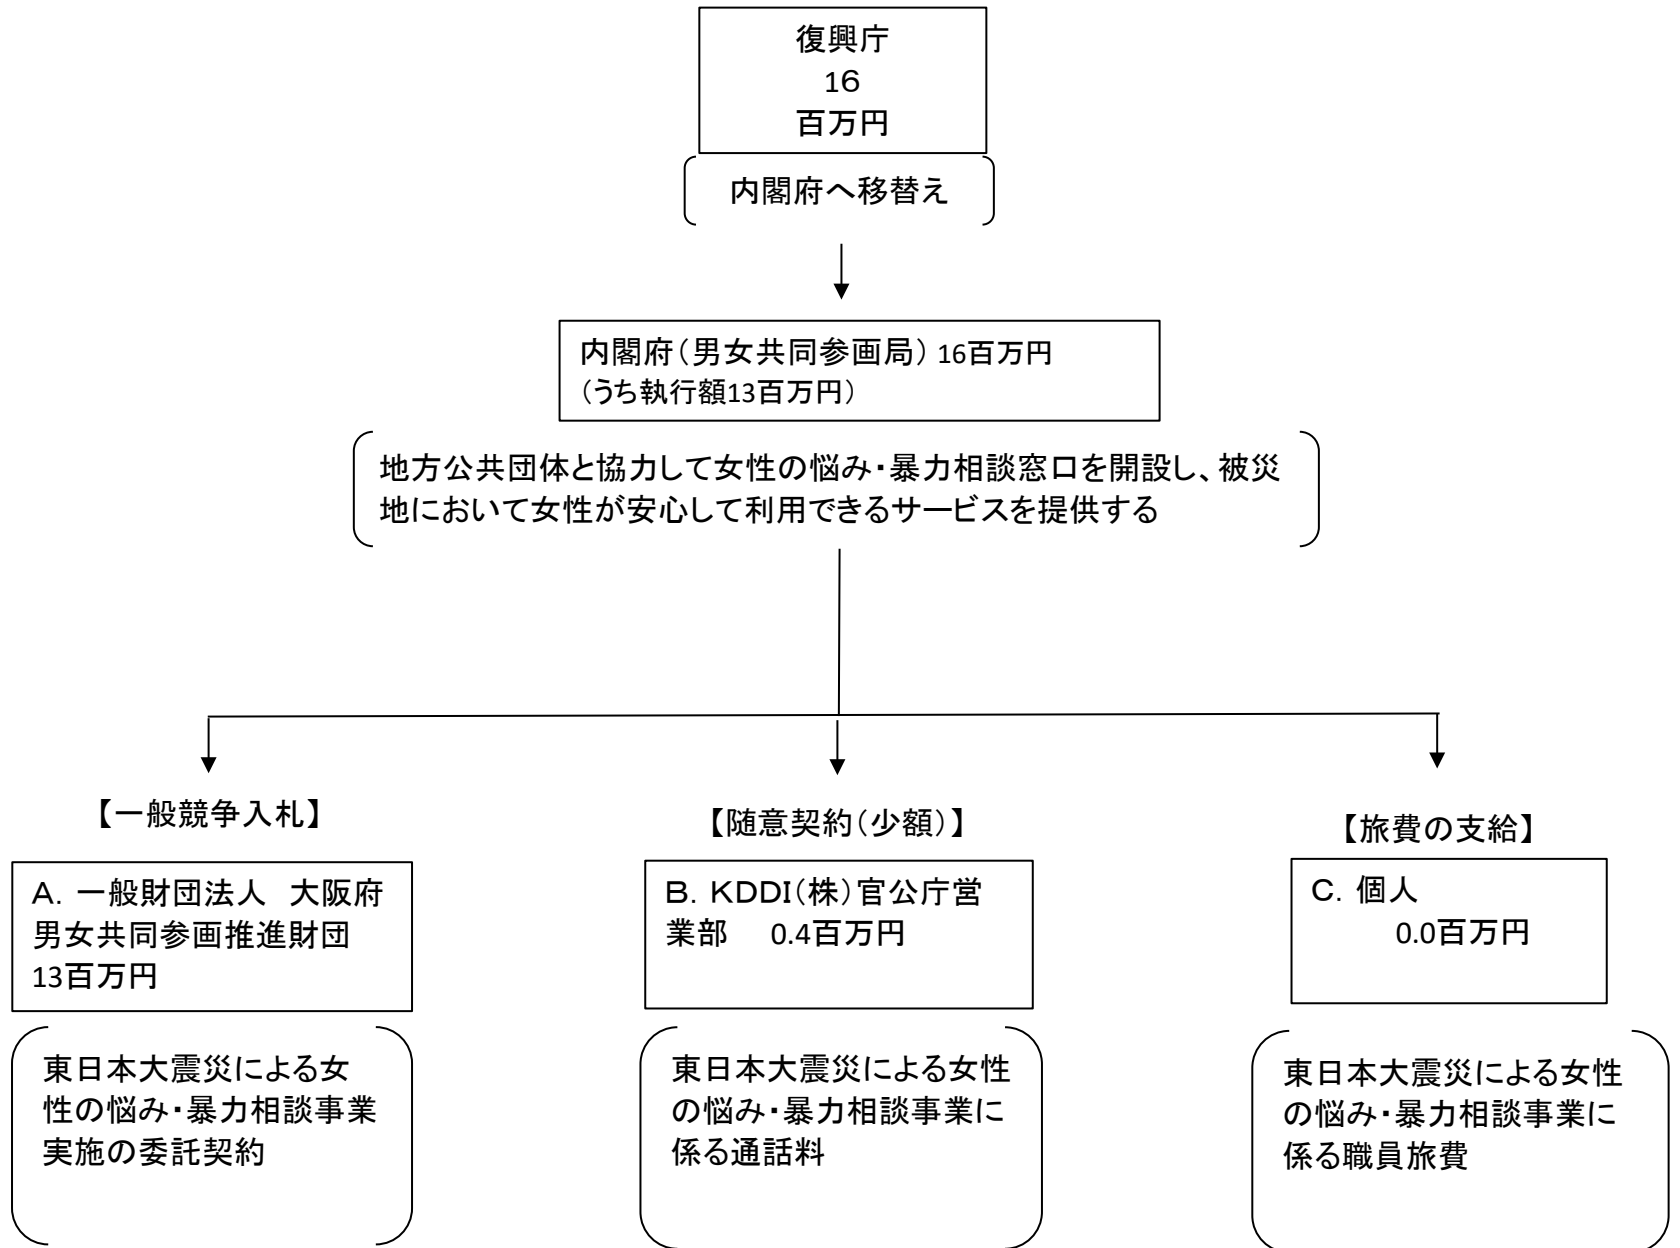 復興庁
16
百万円
内閣府へ移替え
内閣府(男女共同参画局) 16百万円
(うち執行額13百万円)
地方公共団体と協力して女性の悩み・暴力相談窓口を開設し、被災
地において女性が安心して利用できるサービスを提供する
【一般競争入札】
A. 一般財団法人　大阪府
男女共同参画推進財団
13百万円
東日本大震災による女
性の悩み・暴力相談事業
実施の委託契約
【随意契約(少額)】
B. KDDI(株)官公庁営
業部　0.4百万円
東日本大震災による女性
の悩み・暴力相談事業に
係る通話料
【旅費の支給】
C. 個人
0.0百万円
東日本大震災による女性
の悩み・暴力相談事業に
係る職員旅費